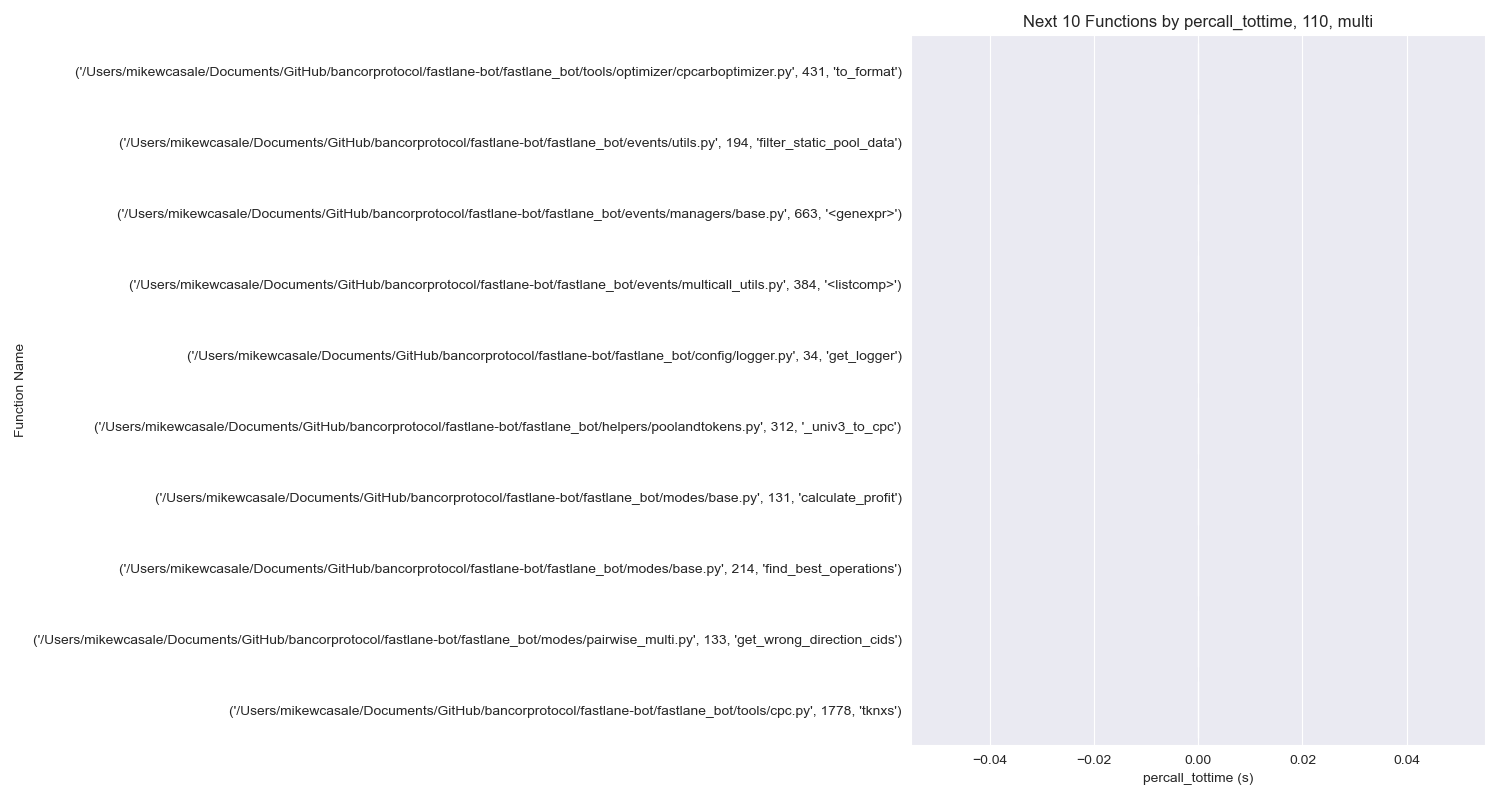 Next 10 Functions by percall_tottime, 110, multi
('/Users/mikewcasale/Documents/GitHub/bancorprotocol/fastlane-bot/fastlane_bot/tools/optimizer/cpcarboptimizer.py', 431, 'to_format')
('/Users/mikewcasale/Documents/GitHub/bancorprotocol/fastlane-bot/fastlane_bot/events/utils.py', 194, 'filter_static_pool_data')
('/Users/mikewcasale/Documents/GitHub/bancorprotocol/fastlane-bot/fastlane_bot/events/managers/base.py', 663, '<genexpr>')
('/Users/mikewcasale/Documents/GitHub/bancorprotocol/fastlane-bot/fastlane_bot/events/multicall_utils.py', 384, '<listcomp>')
('/Users/mikewcasale/Documents/GitHub/bancorprotocol/fastlane-bot/fastlane_bot/config/logger.py', 34, 'get_logger')
('/Users/mikewcasale/Documents/GitHub/bancorprotocol/fastlane-bot/fastlane_bot/helpers/poolandtokens.py', 312, '_univ3_to_cpc')
('/Users/mikewcasale/Documents/GitHub/bancorprotocol/fastlane-bot/fastlane_bot/modes/base.py', 131, 'calculate_profit')
('/Users/mikewcasale/Documents/GitHub/bancorprotocol/fastlane-bot/fastlane_bot/modes/base.py', 214, 'find_best_operations')
('/Users/mikewcasale/Documents/GitHub/bancorprotocol/fastlane-bot/fastlane_bot/modes/pairwise_multi.py', 133, 'get_wrong_direction_cids')
('/Users/mikewcasale/Documents/GitHub/bancorprotocol/fastlane-bot/fastlane_bot/tools/cpc.py', 1778, 'tknxs')
Function Name
−0.04 −0.02 0.00 0.02 0.04
percall_tottime (s)